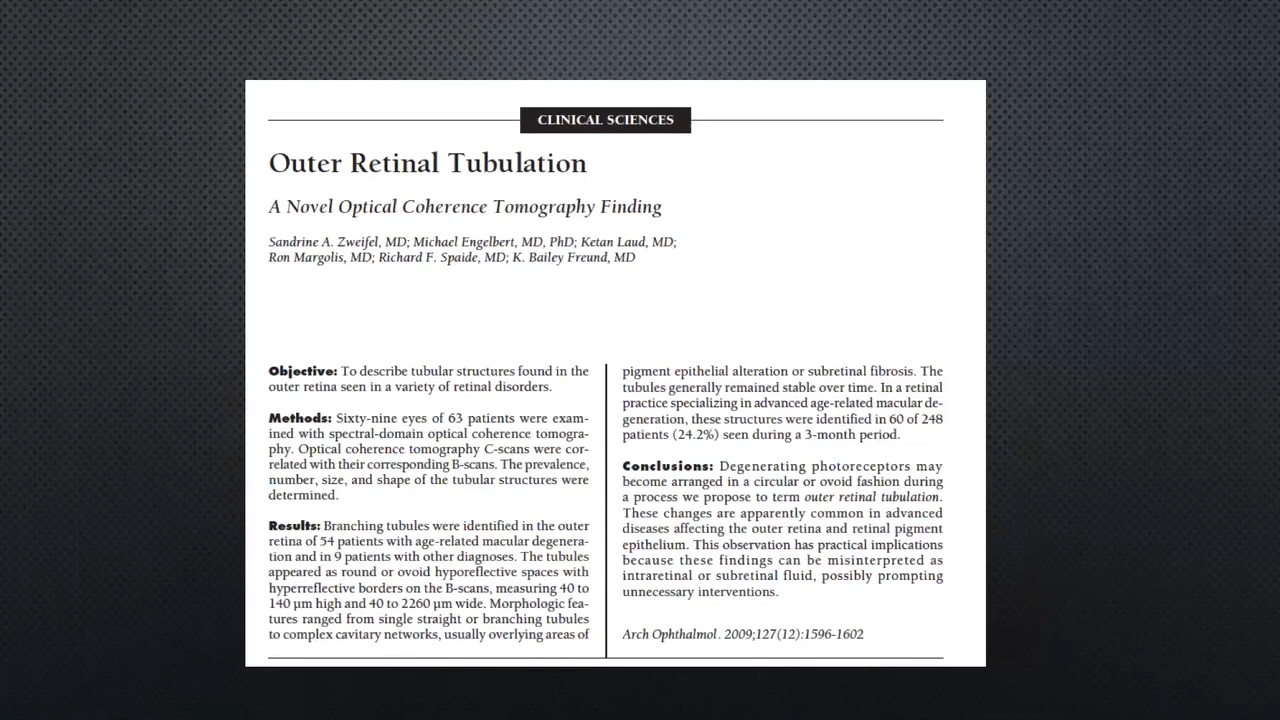 CLINICAL SCIENCES
Outer Retinal Tubulation
A Novel Optical Coherence Tomography Finding
Sandrine A. Zweifel, MD; Michael Engelbert, MD, PhD; Ketan Laud, MD;
Ron Margolis, MD; Richard F. Spaide, MD; K. Bailey Freund, MD
Objective: To describe tubular structures found in the
outer retina seen in a variety of retinal disorders.
Methods: Sixty-nine eyes of 63 patients were exam-
ined with spectral-domain optical coherence tomogra-
phy. Optical coherence tomography C-scans were cor-
related with their corresponding B-scans. The prevalence,
number, size, and shape of the tubular structures were
determined.
Results: Branching tubules were identified in the outer
retina of 54 patients with age-related macular degenera-
tion and in 9 patients with other diagnoses. The tubules
appeared as round or ovoid hyporeflective spaces with
hyperreflective borders on the B-scans, measuring 40 to
140 μm high and 40 to 2260 μm wide. Morphologic fea-
tures ranged from single straight or branching tubules
to complex cavitary networks, usually overlying areas of
pigment epithelial alteration or subretinal fibrosis. The
tubules generally remained stable over time. In a retinal
practice specializing in advanced age-related macular de-
generation, these structures were identified in 60 of 248
patients (24.2%) seen during a 3-month period.
Conclusions: Degenerating photoreceptors may
become arranged in a circular or ovoid fashion during
a process we propose to term outer retinal tubulation.
These changes are apparently common in advanced
diseases affecting the outer retina and retinal pigment
epithelium. This observation has practical implications
because these findings can be misinterpreted as
intraretinal or subretinal fluid, possibly prompting
unnecessary interventions.
Arch Ophthalmol. 2009;127(12):1596-1602